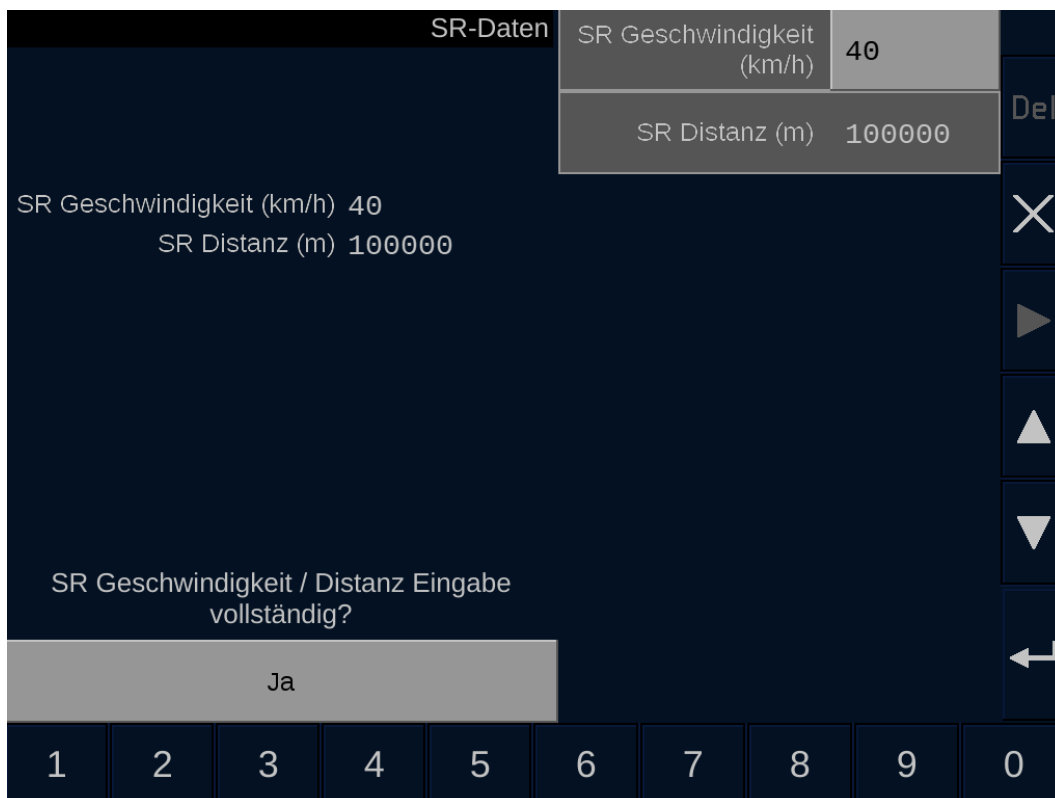 SR-Daten
SR Geschwindigkeit
(km/h)
40
SR Distanz (m) 100000
Del
SR Geschwindigkeit (km/h) 40
SR Distanz (m) 100000
SR Geschwindigkeit / Distanz Eingabe
vollständig?
Ja
1 2 3 4 5 6 7 8 9 0